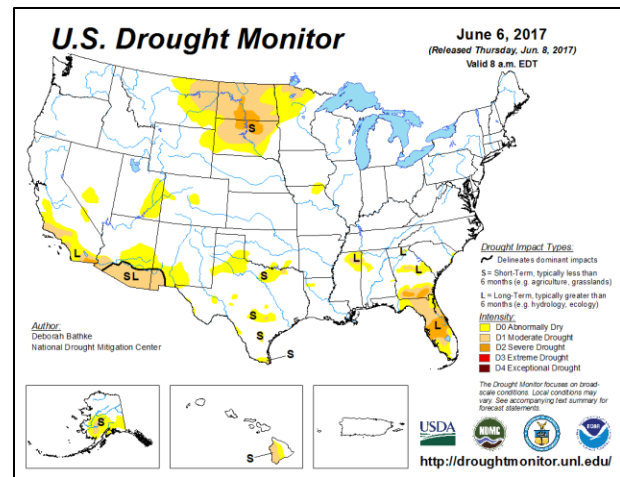 U.S. Drought Monitor
June 6, 2017
(Released Thursday, Jun. 8, 2017)
Valid 8 a.m. EDT
S
L
SL
S
S
S
S
L
L
L
L
Drought Impact Types:
Delineates dominant impacts
S = Short-Term, typically less than
6 months (e.g. agriculture, grasslands)
L = Long-Term, typically greater than
6 months (e.g. hydrology, ecology)
Intensity:
D0 Abnormally Dry
D1 Moderate Drought
D2 Severe Drought
D3 Extreme Drought
D4 Exceptional Drought
Author:
Deborah Bathke
National Drought Mitigation Center
The Drought Monitor focuses on broad-
scale conditions. Local conditions may
vary. See accompanying text summary for
forecast statements.
S
S
USDA
NDMC
NOAA
http://droughtmonitor.unl.edu/